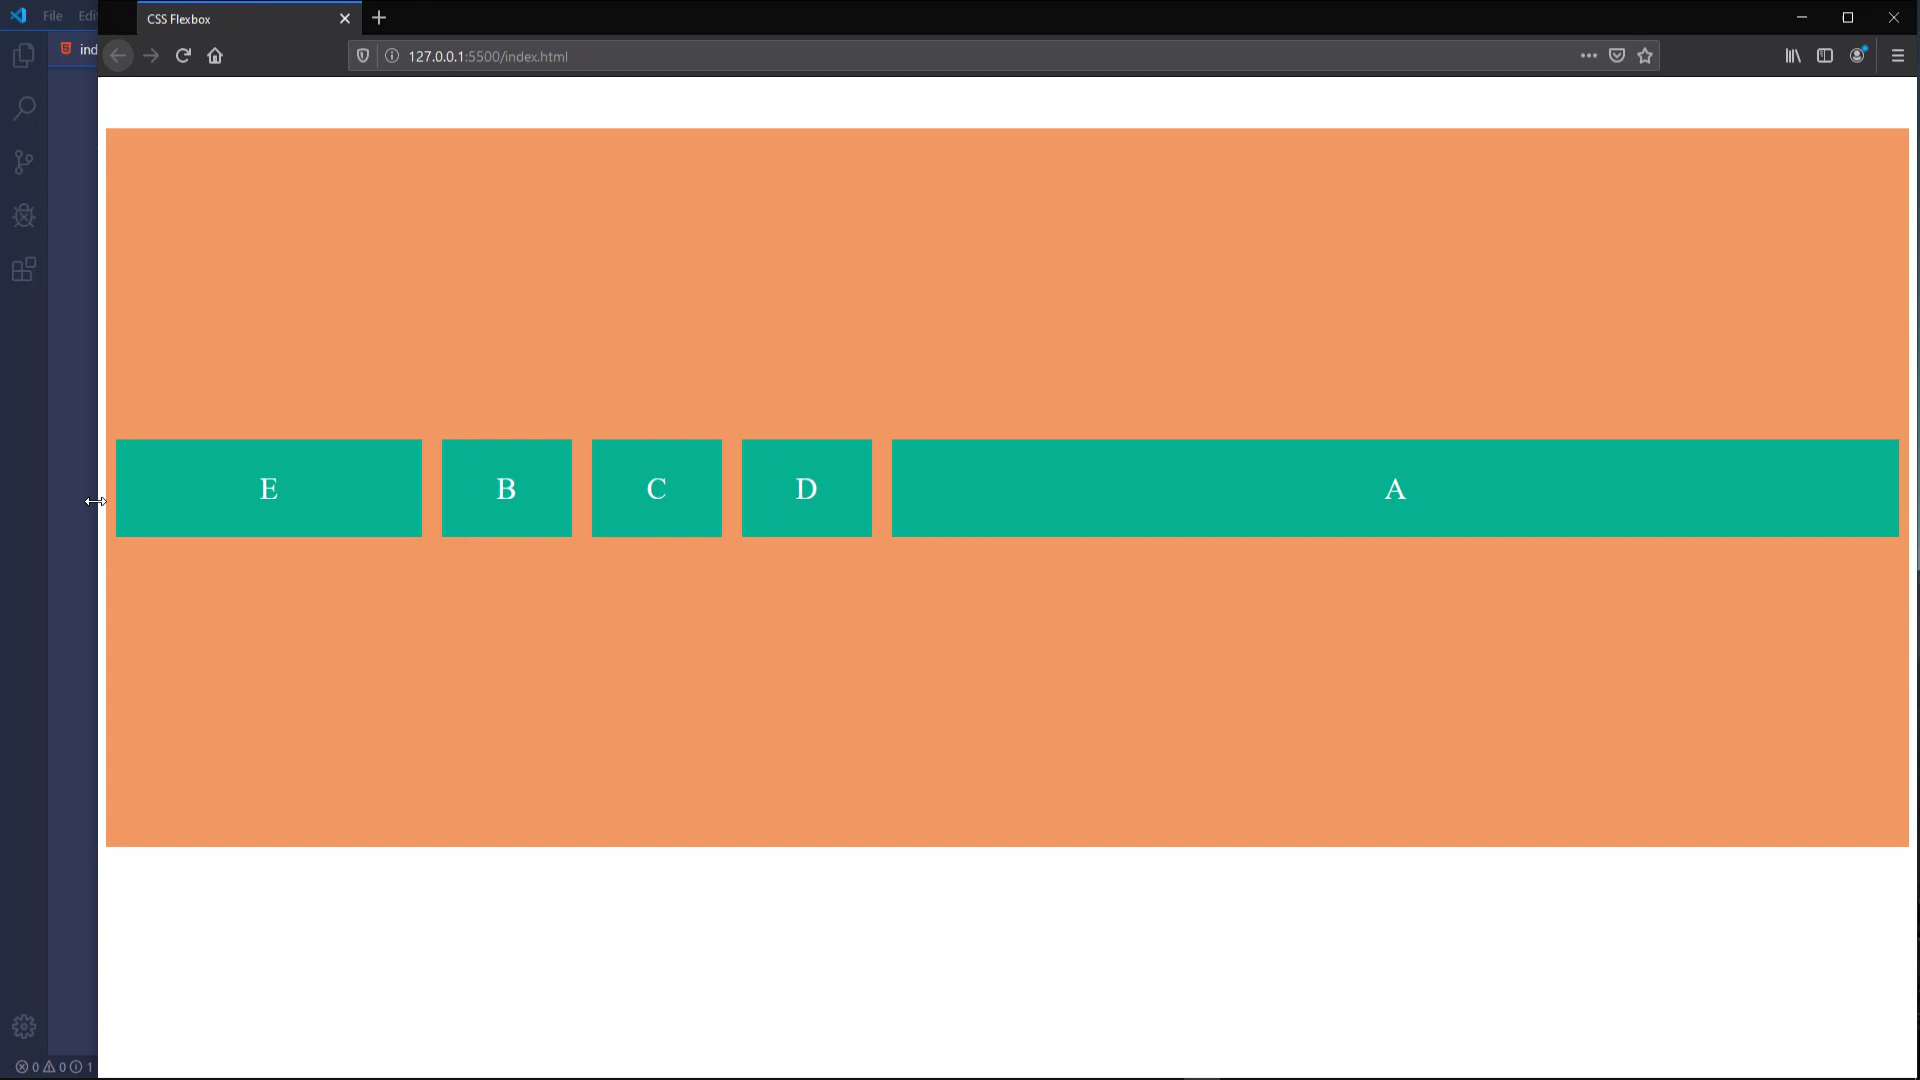 File Edi
CSS Flexbox
ind
127.0.0.1:5500/index.html
E B C D A
0 0 1